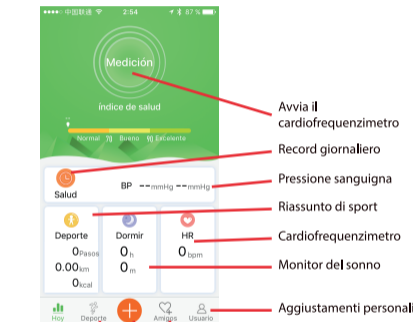 中国联通 2:54 87 %
Medición
índice de salud
Normal 70 Bueno 90 Excelente
Salud
BP --mmHg --mmHg
Deporte
0Pasos
0.00km
0kcal
Dormir
0h
0m
HR
0bpm
Hoy
Deporte
Amigos
Usuario
Avvia il
cardiofrequenzimetro
Record giornaliero
Pressione sanguigna
Riassunto di sport
Cardiofrequenzimetro
Monitor del sonno
Aggiustamenti personali